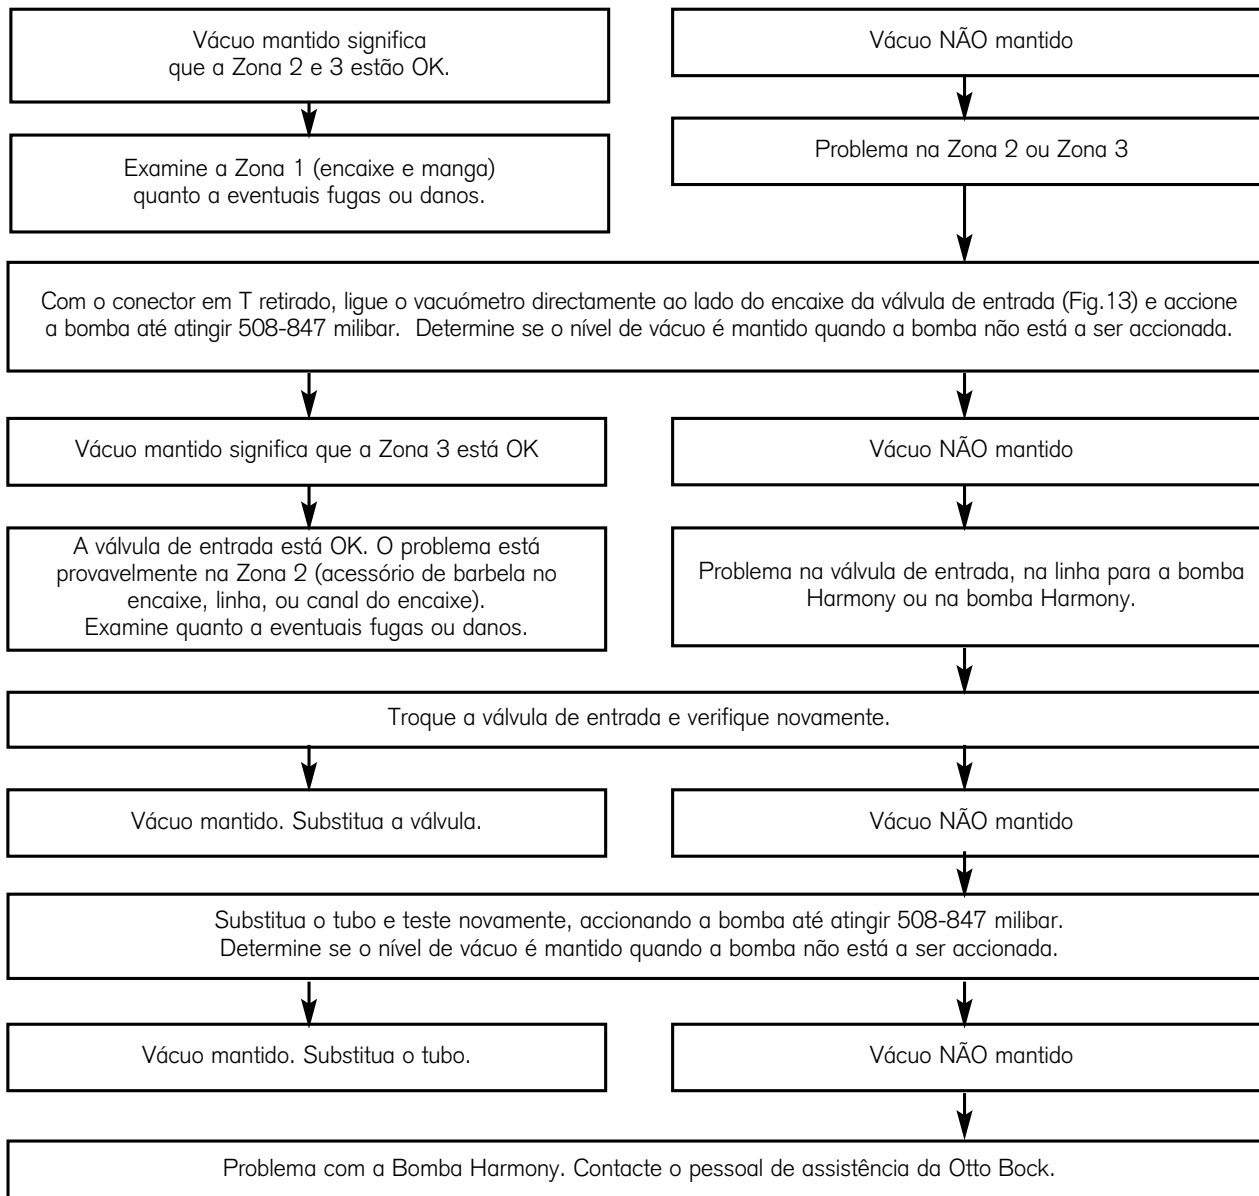 Vácuo mantido significa
que a Zona 2 e 3 estão OK.
Vácuo NÃO mantido
Examine a Zona 1 (encaixe e manga)
quanto a eventuais fugas ou danos.
Problema na Zona 2 ou Zona 3
Com o conector em T retirado, ligue o vacuómetro directamente ao lado do encaixe da válvula de entrada (Fig.13) e accione
a bomba até atingir 508-847 milibar. Determine se o nível de vácuo é mantido quando a bomba não está a ser accionada.
Vácuo mantido significa que a Zona 3 está OK
Vácuo NÃO mantido
A válvula de entrada está OK. O problema está
provavelmente na Zona 2 (acessório de barbela no
encaixe, linha, ou canal do encaixe).
Examine quanto a eventuais fugas ou danos.
Problema na válvula de entrada, na linha para a bomba
Harmony ou na bomba Harmony.
Troque a válvula de entrada e verifique novamente.
Vácuo mantido. Substitua a válvula.
Vácuo NÃO mantido
Substitua o tubo e teste novamente, accionando a bomba até atingir 508-847 milibar.
Determine se o nível de vácuo é mantido quando a bomba não está a ser accionada.
Vácuo mantido. Substitua o tubo.
Vácuo NÃO mantido
Problema com a Bomba Harmony. Contacte o pessoal de assistência da Otto Bock.